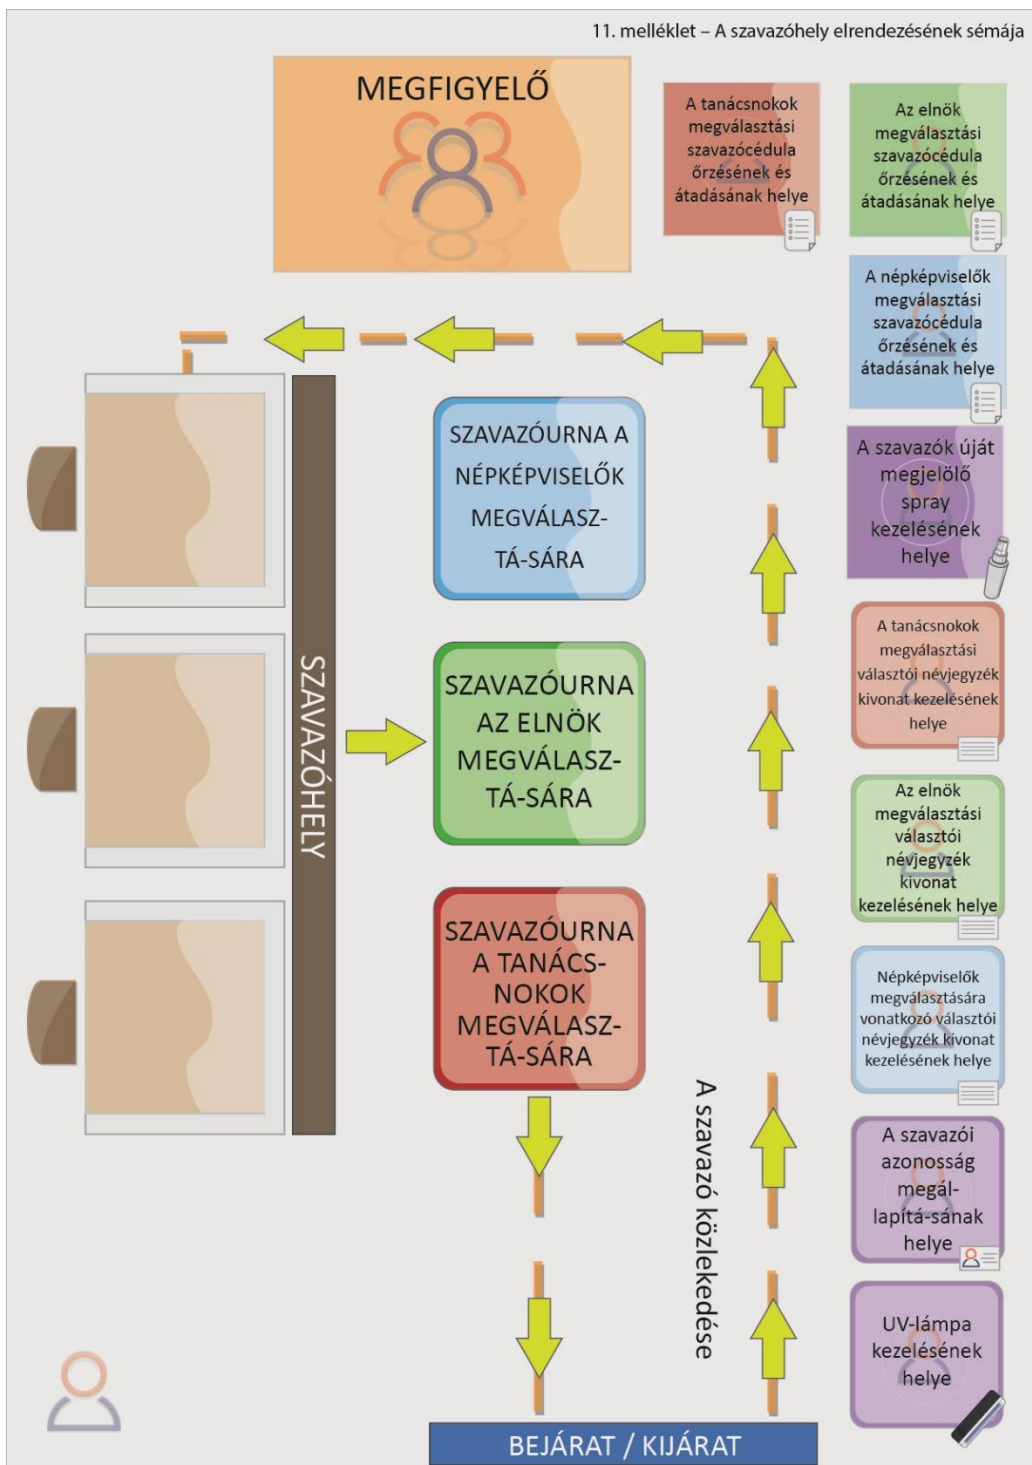 11. melléklet – A szavazóhely elrendezésének sémája
MEGFIGYELŐ
A tanácsnokok
megválasztási
szavazócédula
őrzésének és
átadásának helye
Az elnök
megválasztási
szavazócédula
őrzésének és
átadásának helye
A népképviselők
megválasztási
szavazócédula
őrzésének és
átadásának helye
A szavazók úját
megjelölő
spray
kezelésének
helye
A tanácsnokok
megválasztási
választói névjegyzék
kivonat kezelésének
helye
Az elnök
megválasztási
választói
névjegyzék
kivonat
kezelésének helye
Népképviselők
megválasztására
vonatkozó választói
névjegyzék kivonat
kezelésének helye
A szavazói
azonosság
megál-
lapítá-sának
helye
UV-lámpa
kezelésének
helye
SZAVAZÓURNA A
NÉPKÉPVISELŐK
MEGVÁLASZ-
TÁ-SÁRA
SZAVAZÓURNA
AZ ELNÖK
MEGVÁLASZ-
TÁ-SÁRA
SZAVAZÓURNA
A TANÁCS-
NOKOK
MEGVÁLASZ-
TÁ-SÁRA
SZAVAZÓHELY
A szavazó közlekedése
BEJÁRAT / KIJÁRAT